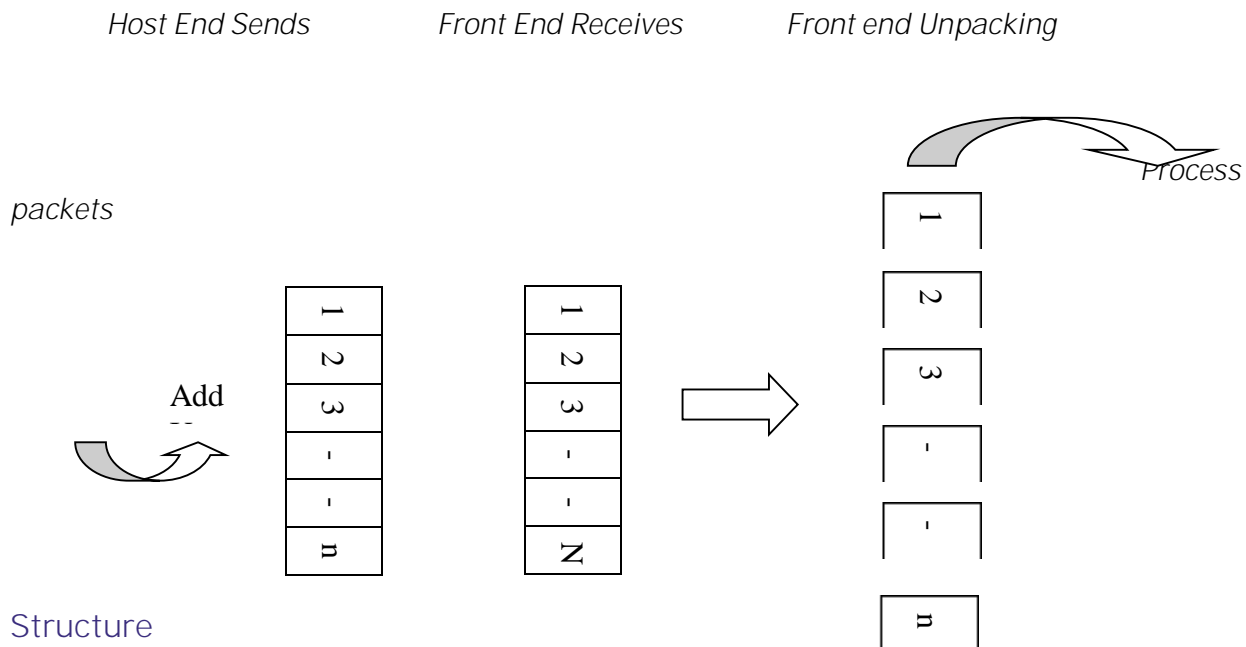 Host End Sends Front End Receives Front end Unpacking
Process
packets
1
2
3
-
-
n
1
2
3
-
-
N
1
2
3
-
-
n
Add
Structure